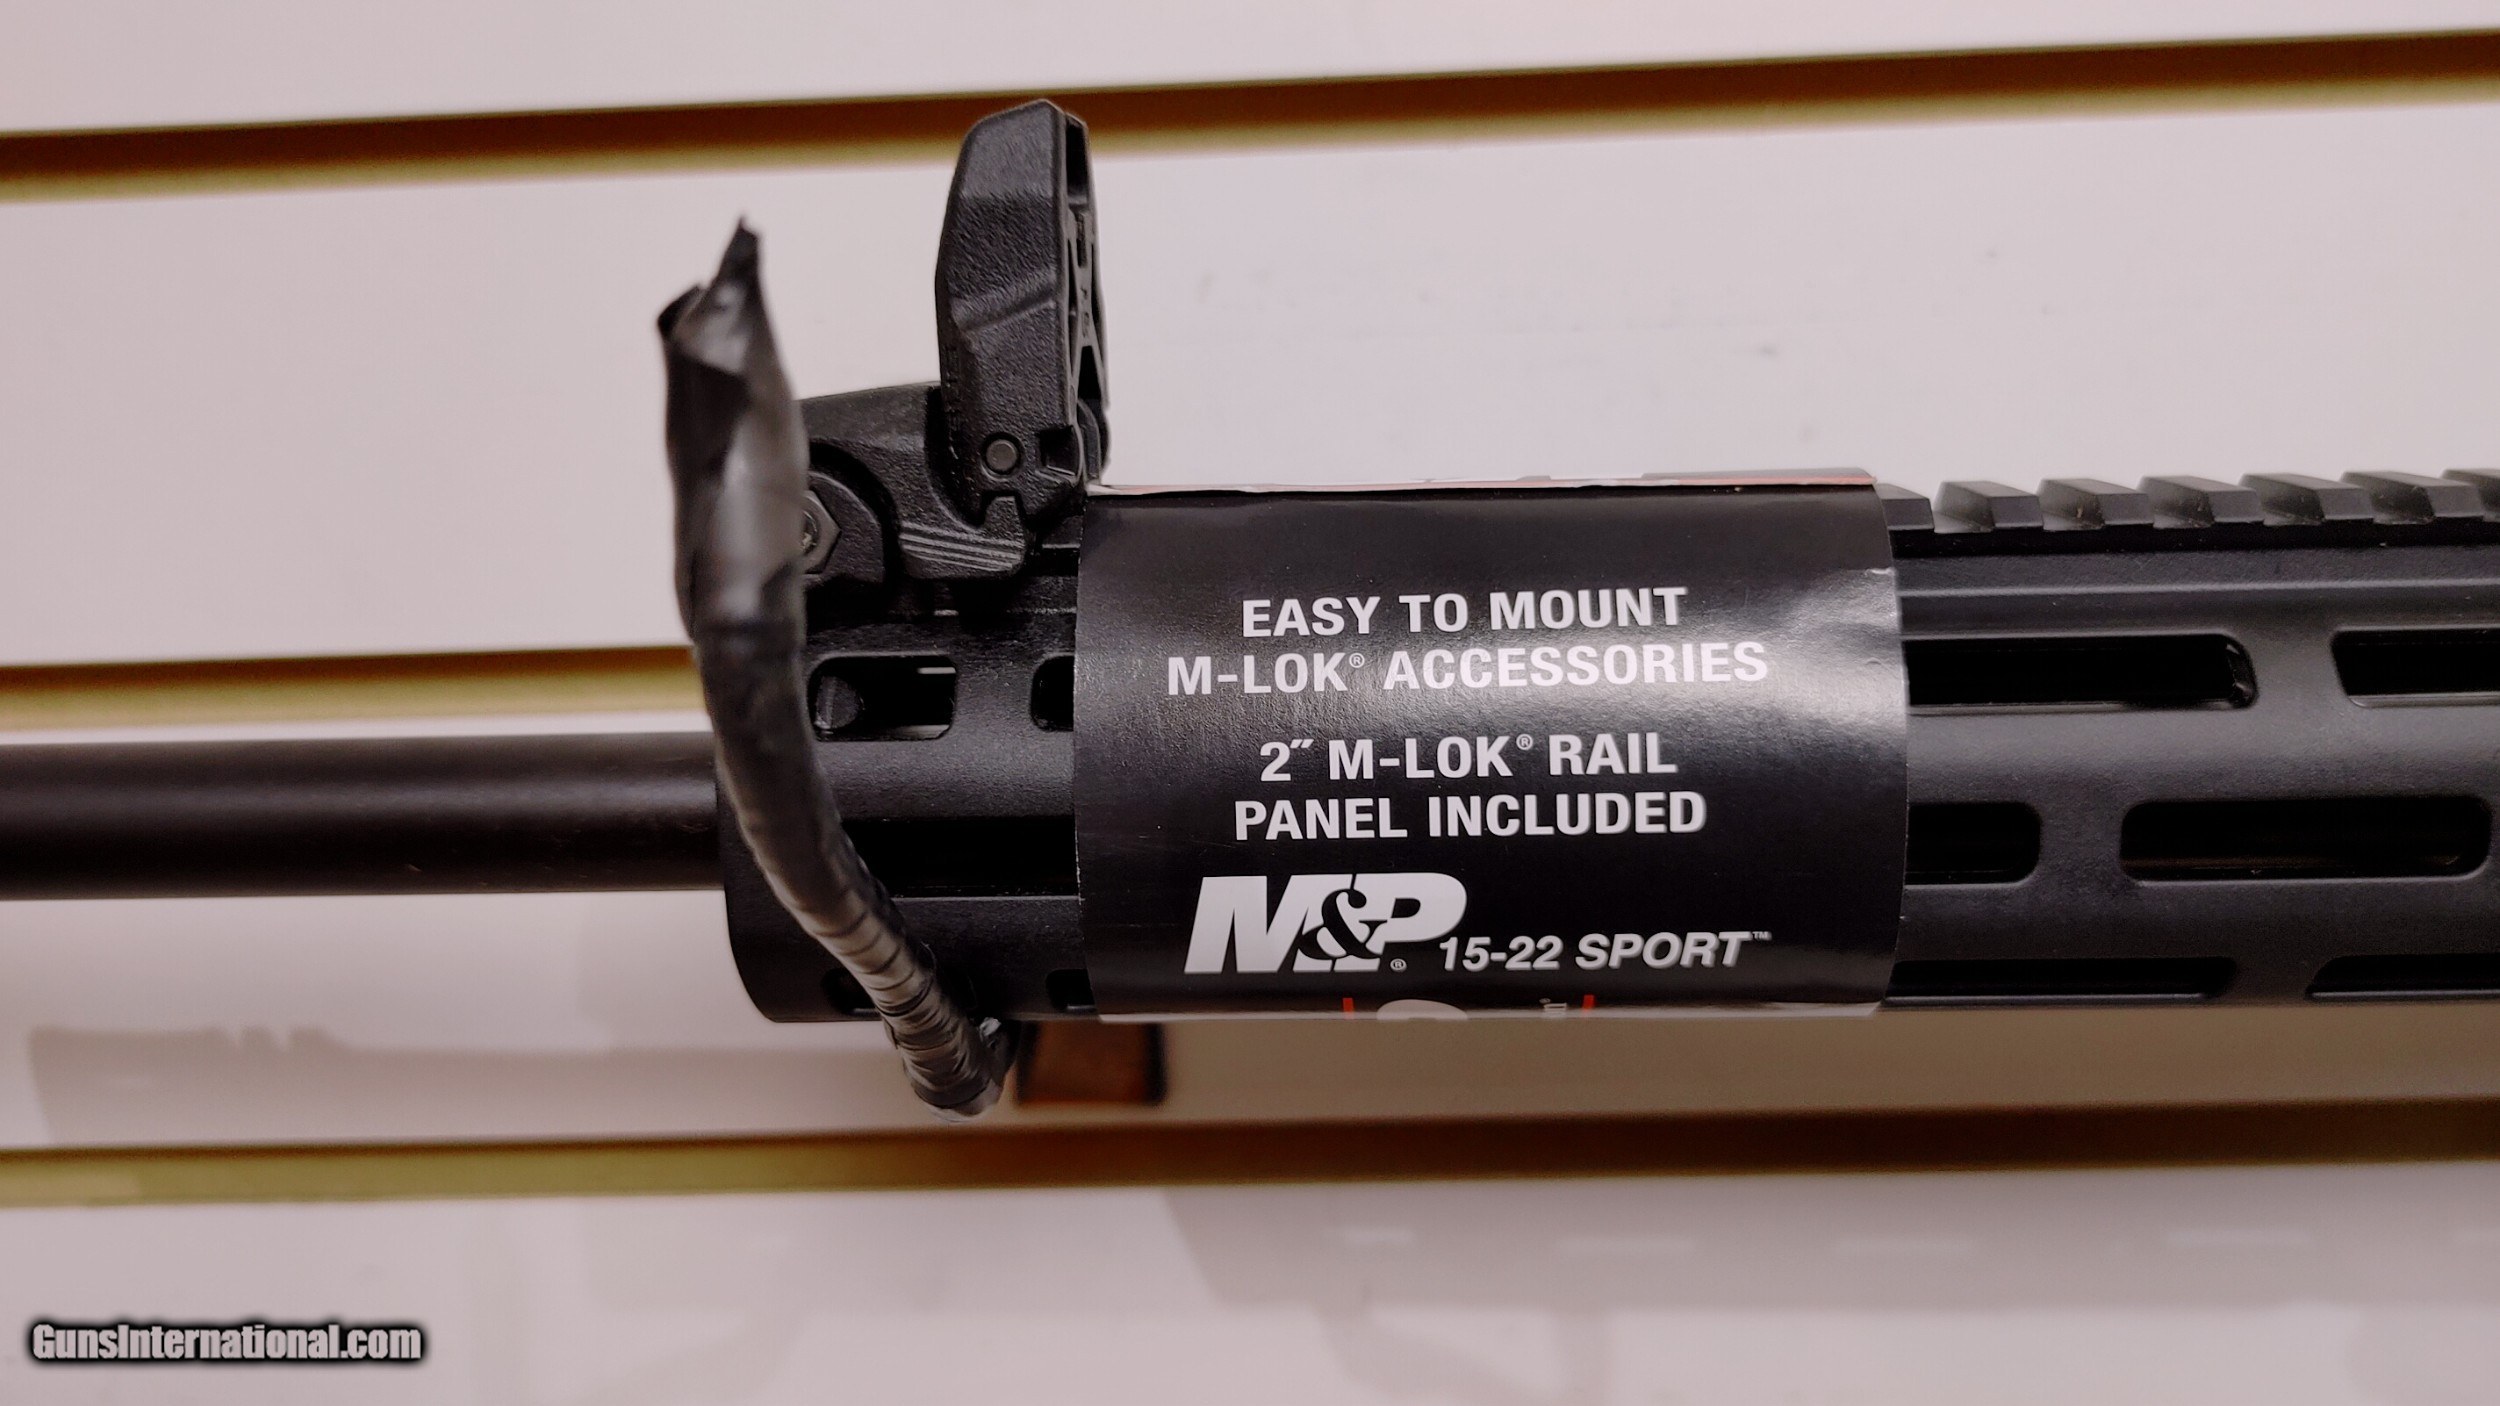 EASY TO MOUNT
M-LOK® ACCESSORIES
2″ M-LOK® RAIL
PANEL INCLUDED
M&P® 15-22 SPORT™
GunsInternational.com